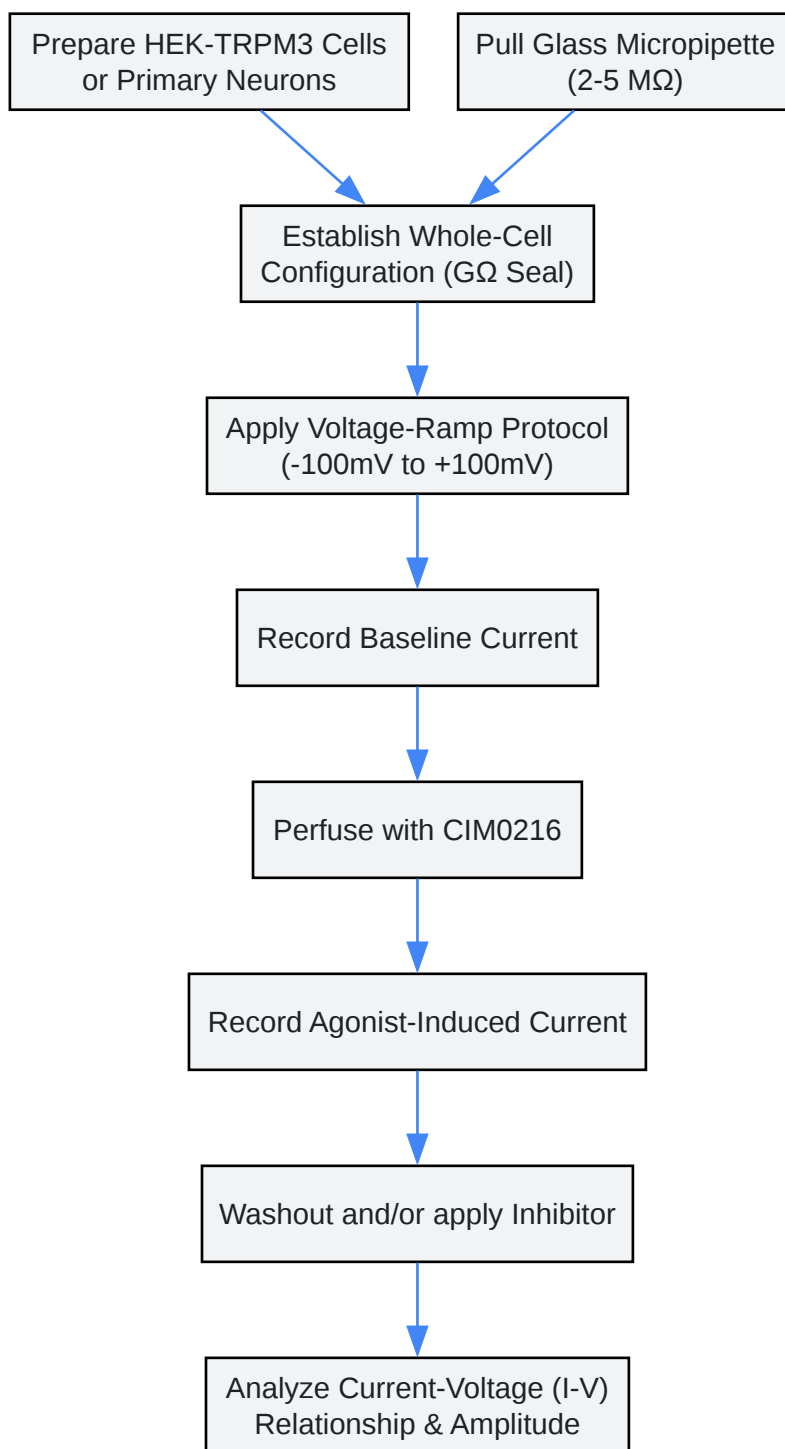 Prepare HEK-TRPM3 Cells
or Primary Neurons
Pull Glass Micropipette
(2-5 MΩ)
Establish Whole-Cell
Configuration (GΩ Seal)
Apply Voltage-Ramp Protocol
(-100mV to +100mV)
Record Baseline Current
Perfuse with CIM0216
Record Agonist-Induced Current
Washout and/or apply Inhibitor
Analyze Current-Voltage (I-V)
Relationship & Amplitude